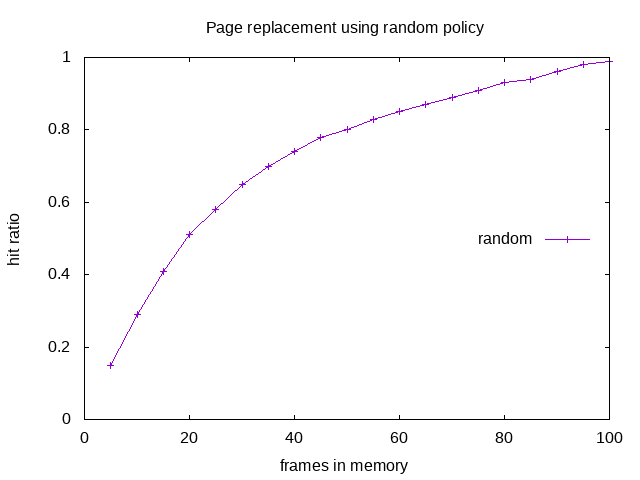 Page replacement using random policy
1
0.8
0.6
0.4
0.2
0
hit ratio
random
0 20 40 60 80 100
frames in memory